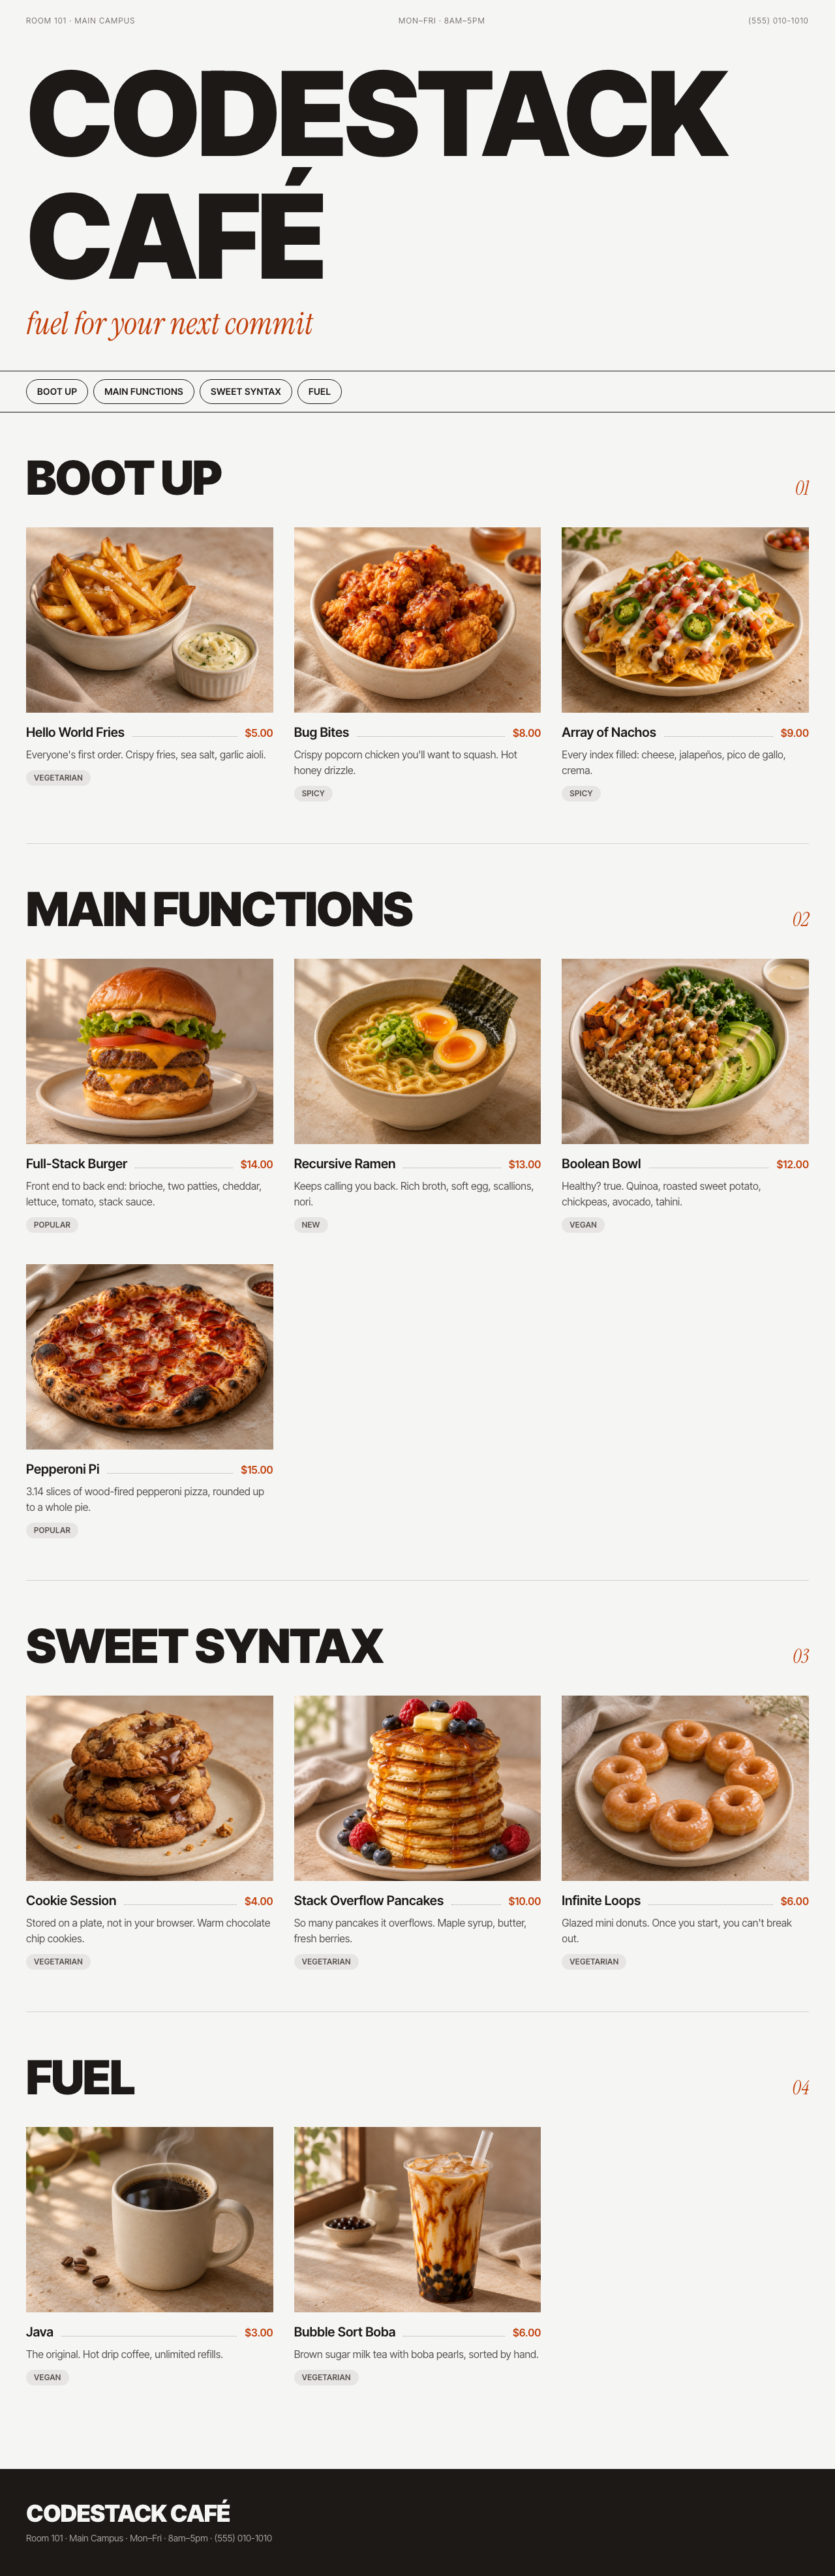 ROOM 101 · MAIN CAMPUS
MON–FRI · 8AM–5PM
(555) 010-1010
CODESTACK
CAFÉ
fuel for your next commit
BOOT UP
MAIN FUNCTIONS
SWEET SYNTAX
FUEL
BOOT UP
01
Hello World Fries $5.00
Everyone's first order. Crispy fries, sea salt, garlic aioli.
VEGETARIAN
Bug Bites $8.00
Crispy popcorn chicken you'll want to squash. Hot
honey drizzle.
SPICY
Array of Nachos $9.00
Every index filled: cheese, jalapeños, pico de gallo,
crema.
SPICY
MAIN FUNCTIONS
02
Full-Stack Burger $14.00
Front end to back end: brioche, two patties, cheddar,
lettuce, tomato, stack sauce.
POPULAR
Recursive Ramen $13.00
Keeps calling you back. Rich broth, soft egg, scallions,
nori.
NEW
Boolean Bowl $12.00
Healthy? true. Quinoa, roasted sweet potato,
chickpeas, avocado, tahini.
VEGAN
Pepperoni Pi $15.00
3.14 slices of wood-fired pepperoni pizza, rounded up
to a whole pie.
POPULAR
SWEET SYNTAX
03
Cookie Session $4.00
Stored on a plate, not in your browser. Warm chocolate
chip cookies.
VEGETARIAN
Stack Overflow Pancakes $10.00
So many pancakes it overflows. Maple syrup, butter,
fresh berries.
VEGETARIAN
Infinite Loops $6.00
Glazed mini donuts. Once you start, you can't break
out.
VEGETARIAN
FUEL
04
Java $3.00
The original. Hot drip coffee, unlimited refills.
VEGAN
Bubble Sort Boba $6.00
Brown sugar milk tea with boba pearls, sorted by hand.
VEGETARIAN
CODESTACK CAFÉ
Room 101 · Main Campus · Mon–Fri · 8am–5pm · (555) 010-1010